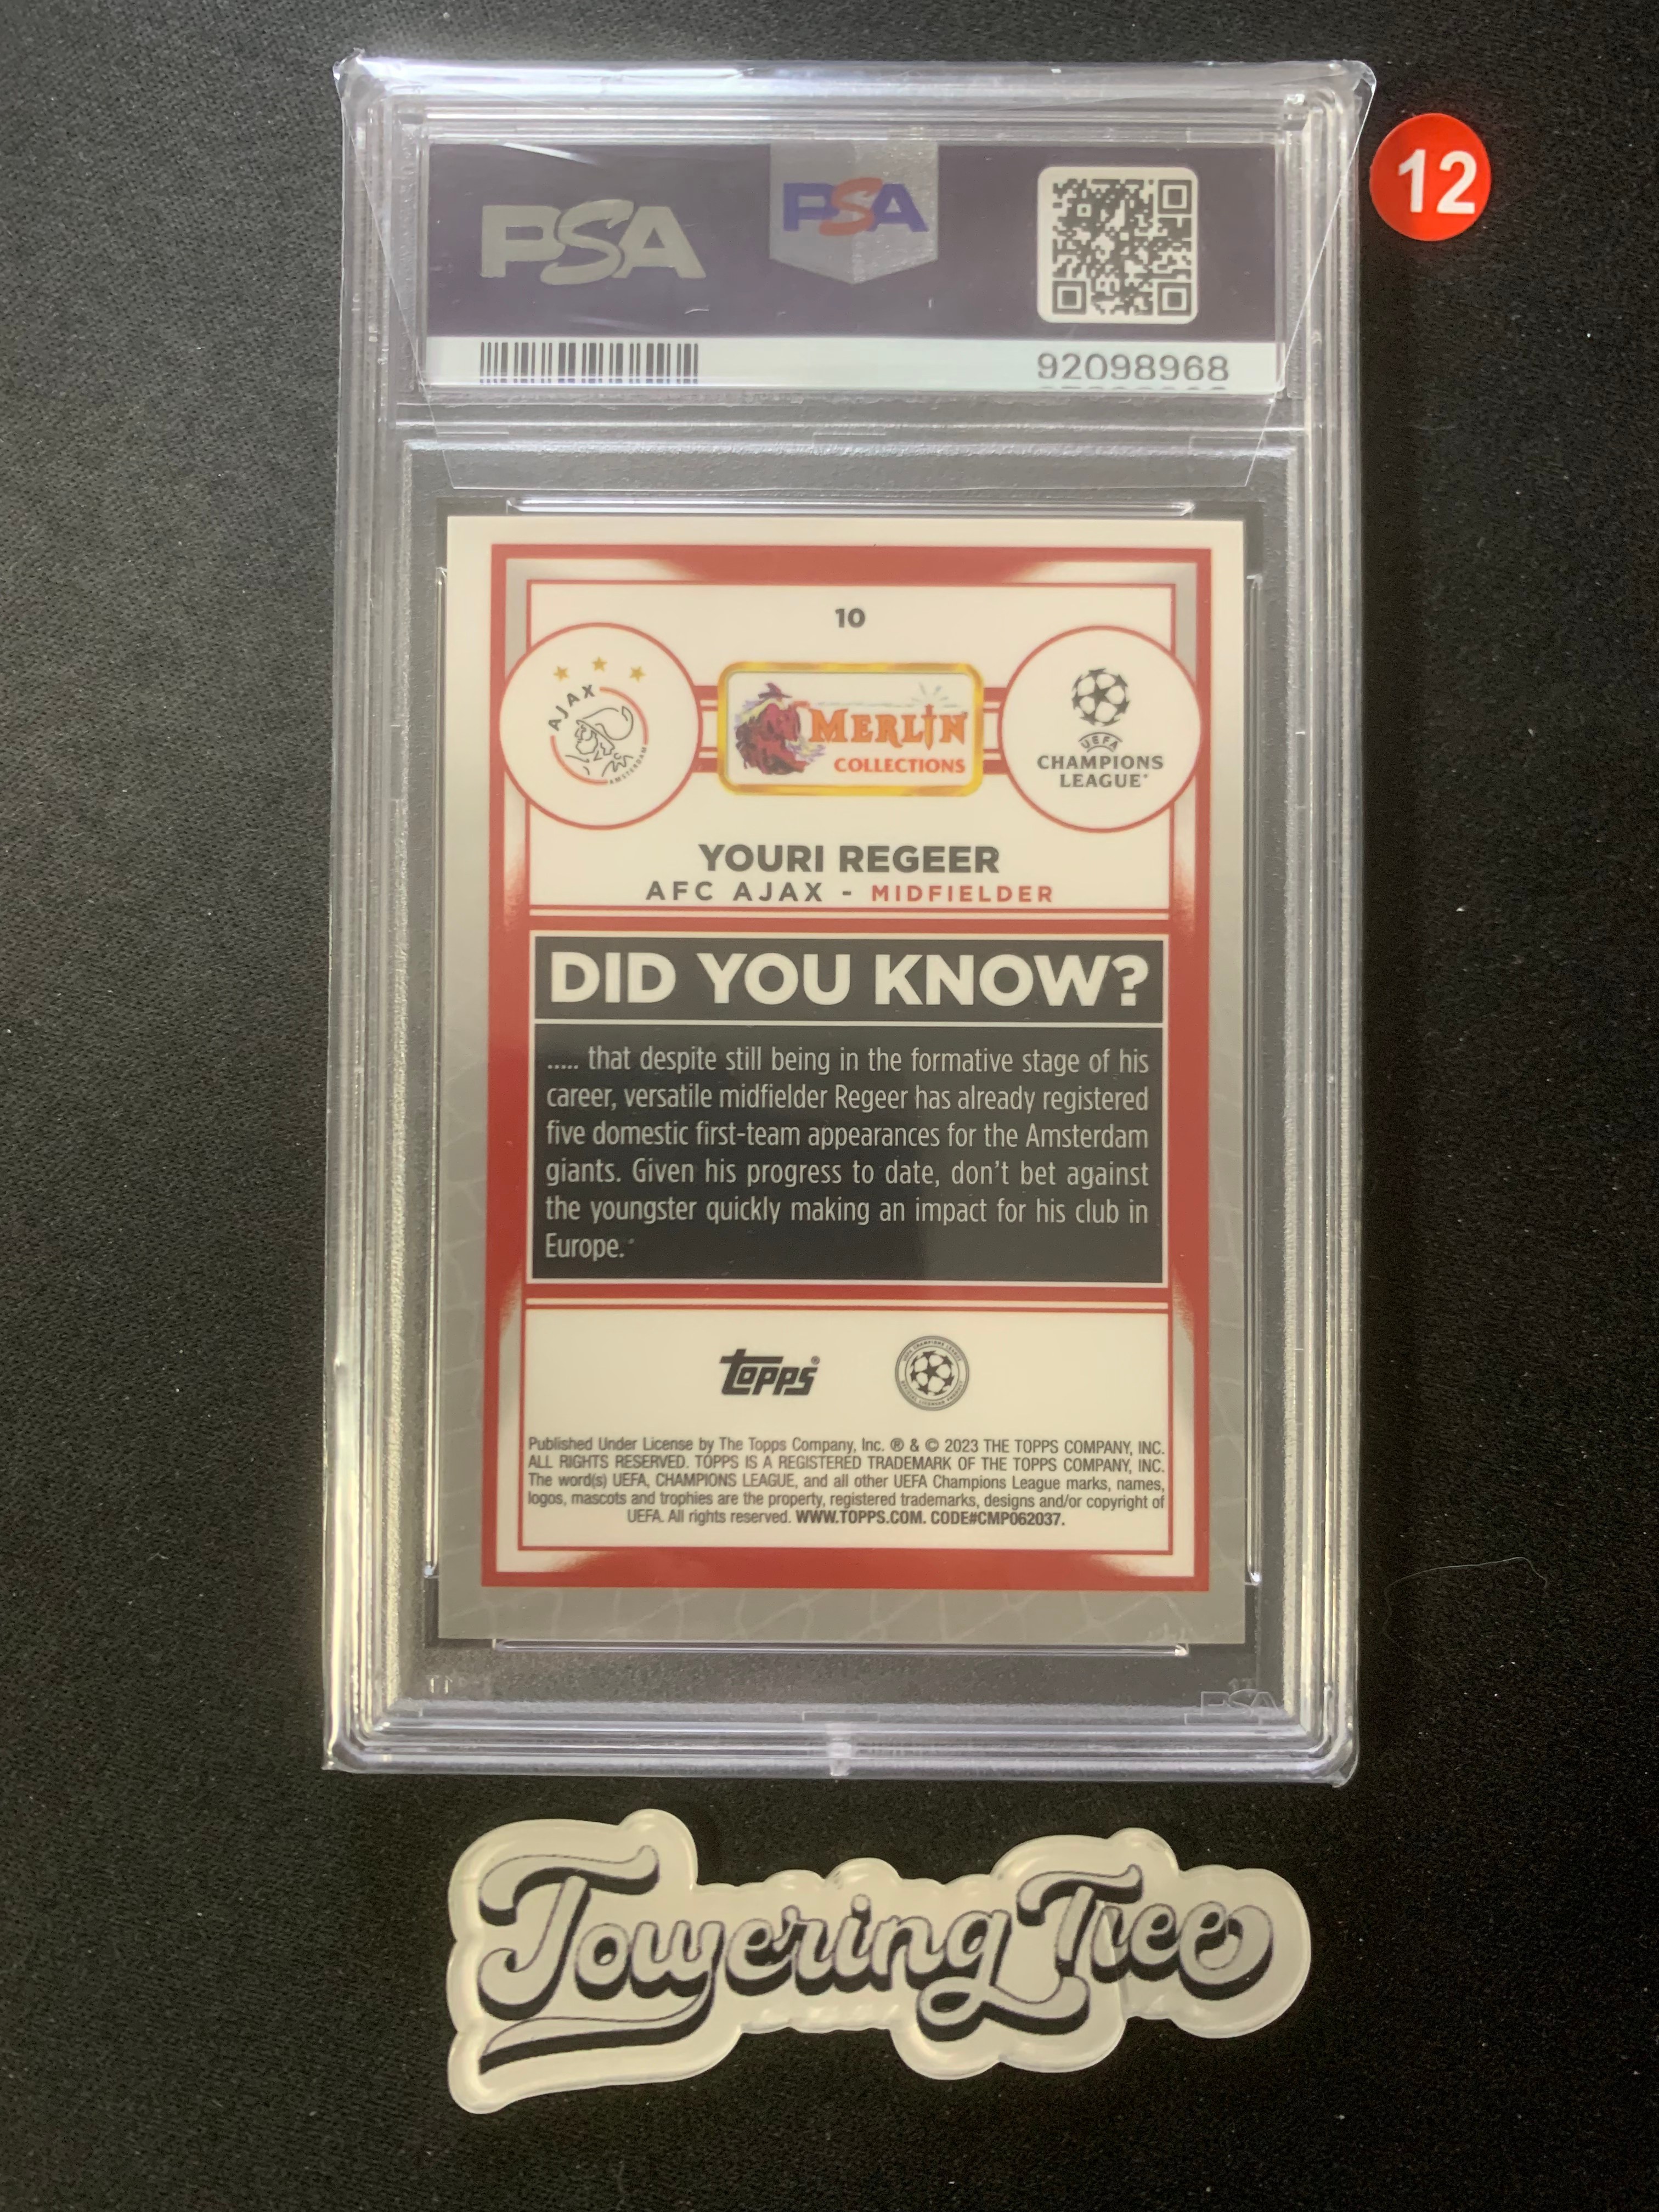 12
PSA
PSA
92098968
10
AJAX
AMSTERDAM
MERLIN
COLLECTIONS
UEFA
CHAMPIONS
LEAGUE®
YOURI REGEER
AFC AJAX - MIDFIELDER
DID YOU KNOW?
..... that despite still being in the formative stage of his
career, versatile midfielder Regeer has already registered
five domestic first-team appearances for the Amsterdam
giants. Given his progress to date, don't bet against
the youngster quickly making an impact for his club in
Europe.
topps®
Published Under License by The Topps Company, Inc. ® & © 2023 THE TOPPS COMPANY, INC.
ALL RIGHTS RESERVED. TOPPS IS A REGISTERED TRADEMARK OF THE TOPPS COMPANY, INC.
The word(s) UEFA, CHAMPIONS LEAGUE, and all other UEFA Champions League marks, names,
logos, mascots and trophies are the property, registered trademarks, designs and/or copyright of
UEFA. All rights reserved. WWW.TOPPS.COM. CODE#CMP062037.
PSA
ToweringTree